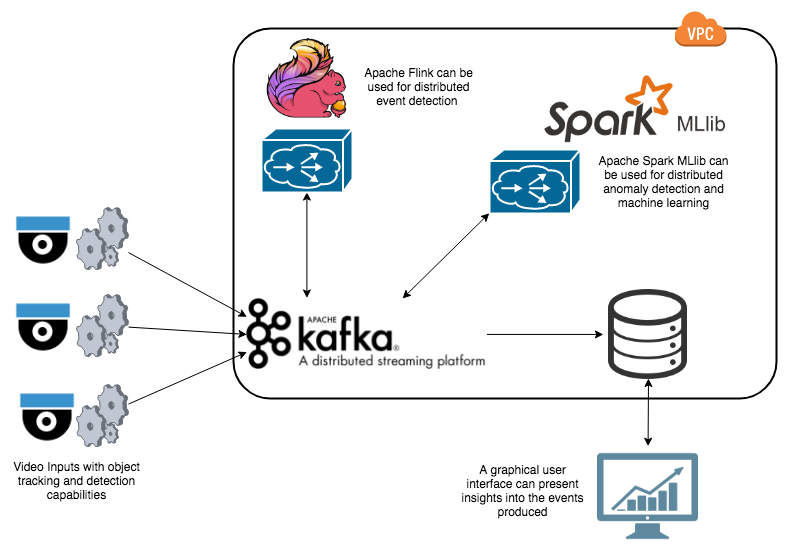 VPC
Apache Flink can be
used for distributed
event detection
Spark MLlib
Apache Spark MLlib can
be used for distributed
anomaly detection and
machine learning
APACHE
kafka®
A distributed streaming platform
Video Inputs with object
tracking and detection
capabilities
A graphical user
interface can present
insights into the events
produced